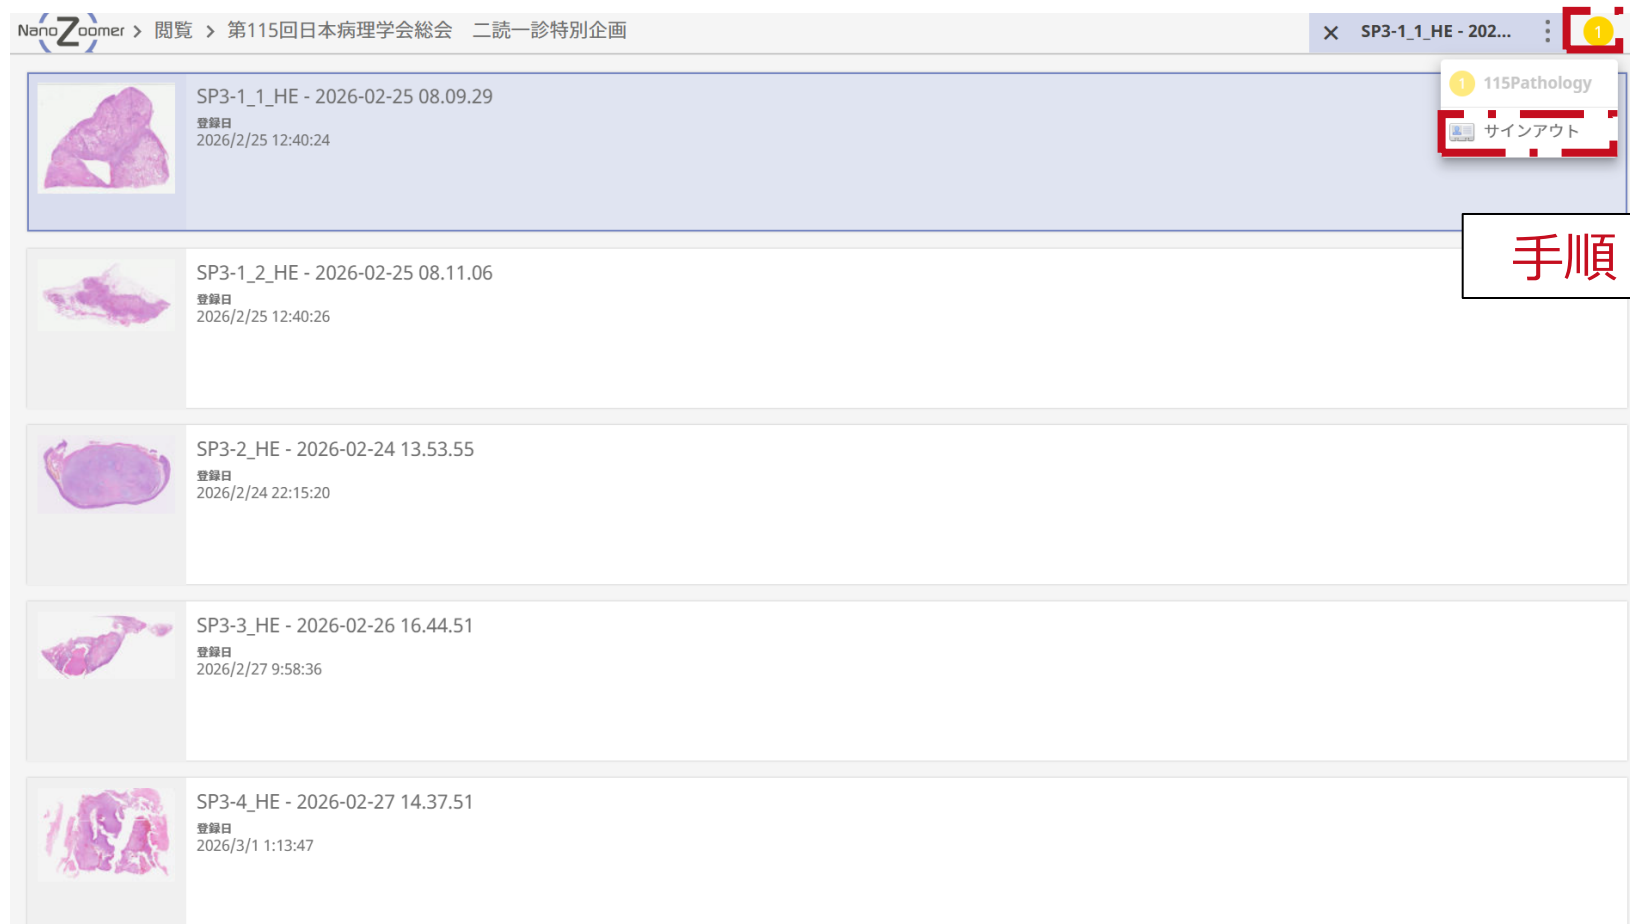 NanoZoomer > 閲覧 > 第115回日本病理学会総会　二読一診特別企画
× SP3-1_1_HE - 202... ⋮ 1
1 115Pathology
サインアウト
手順
SP3-1_1_HE - 2026-02-25 08.09.29
登録日
2026/2/25 12:40:24
SP3-1_2_HE - 2026-02-25 08.11.06
登録日
2026/2/25 12:40:26
SP3-2_HE - 2026-02-24 13.53.55
登録日
2026/2/24 22:15:20
SP3-3_HE - 2026-02-26 16.44.51
登録日
2026/2/27 9:58:36
SP3-4_HE - 2026-02-27 14.37.51
登録日
2026/3/1 1:13:47